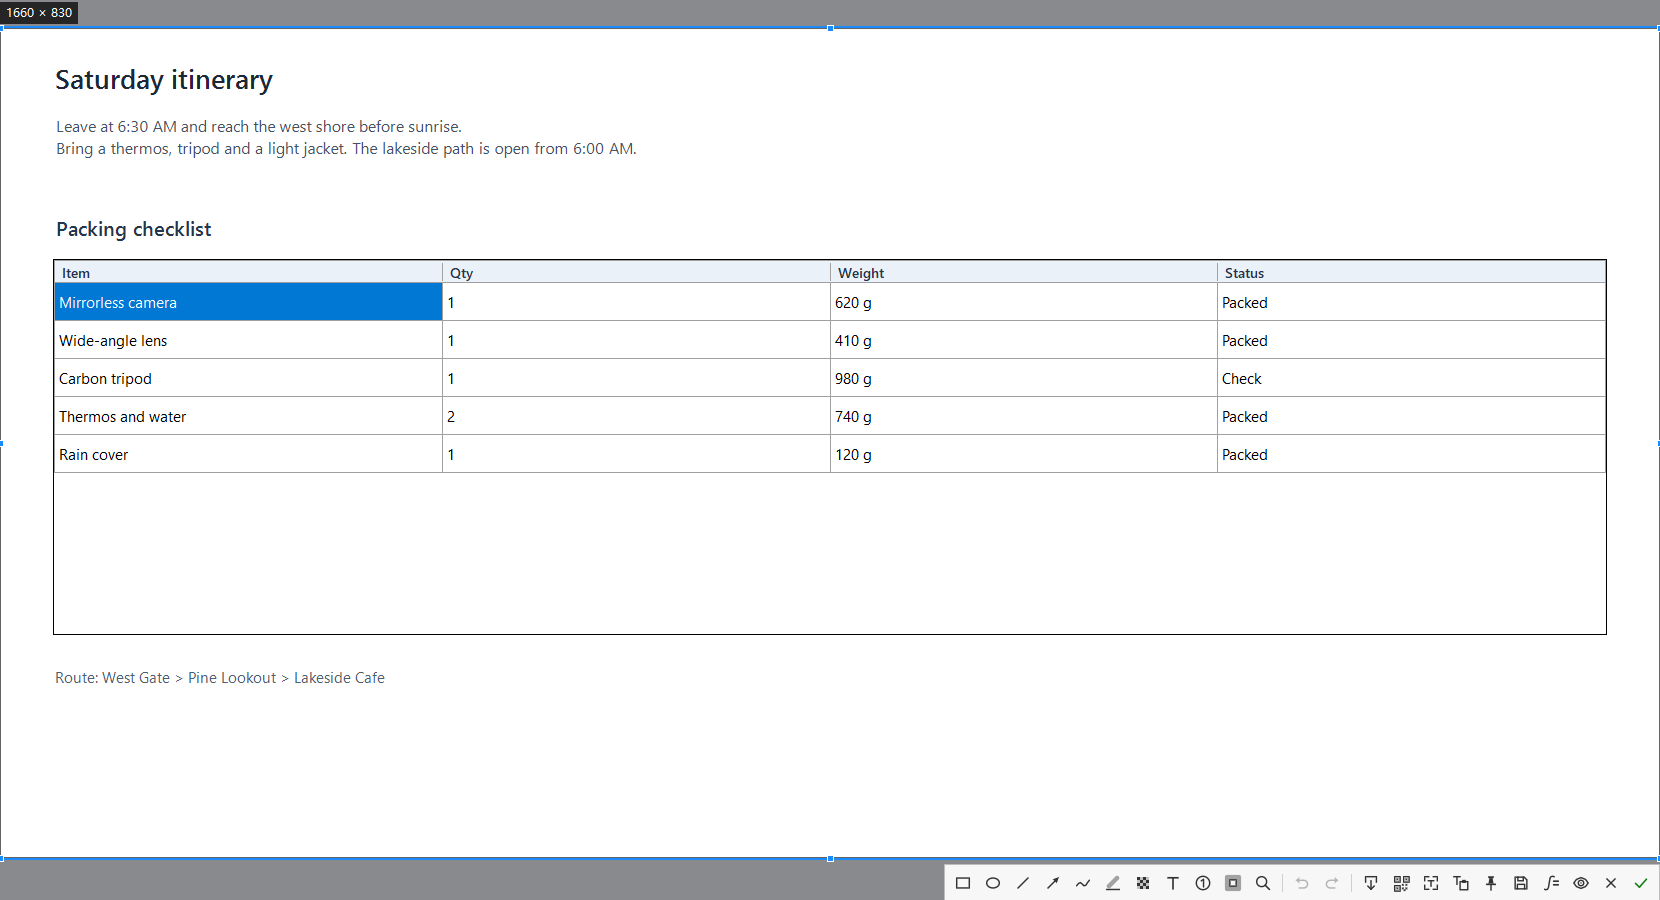 1660 × 830
Saturday itinerary
Leave at 6:30 AM and reach the west shore before sunrise.
Bring a thermos, tripod and a light jacket. The lakeside path is open from 6:00 AM.
Packing checklist
Item Qty Weight Status
Mirrorless camera 1 620 g Packed
Wide-angle lens 1 410 g Packed
Carbon tripod 1 980 g Check
Thermos and water 2 740 g Packed
Rain cover 1 120 g Packed
Route: West Gate > Pine Lookout > Lakeside Cafe